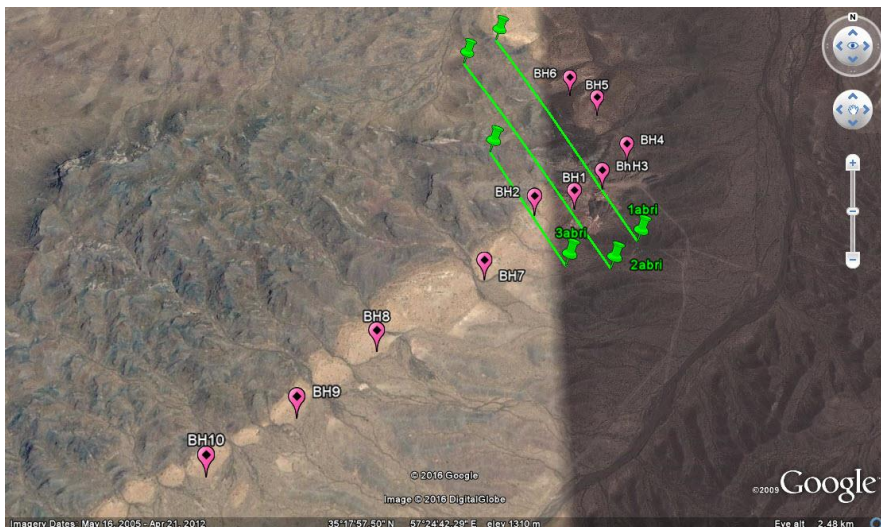 N
BH6
BH5
BH4
BhH3
BH1
BH2
1abri
3abri
2abri
BH7
BH8
BH9
BH10
© 2016 Google
Image © 2016 DigitalGlobe
©2009 Google
Imagery Dates: May 16, 2005 - Apr 21, 2012 35°17'57.50" N 57°24'42.29" E elev 1310 m Eye alt 2.48 km